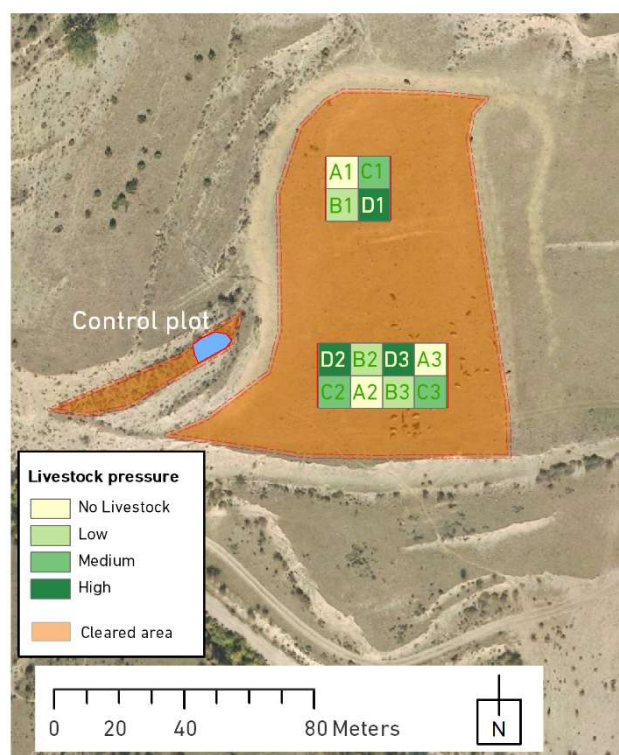 A1 C1
B1 D1
Control plot
D2 B2 D3 A3
C2 A2 B3 C3
Livestock pressure
No Livestock
Low
Medium
High
Cleared area
0 20 40 80 Meters
N